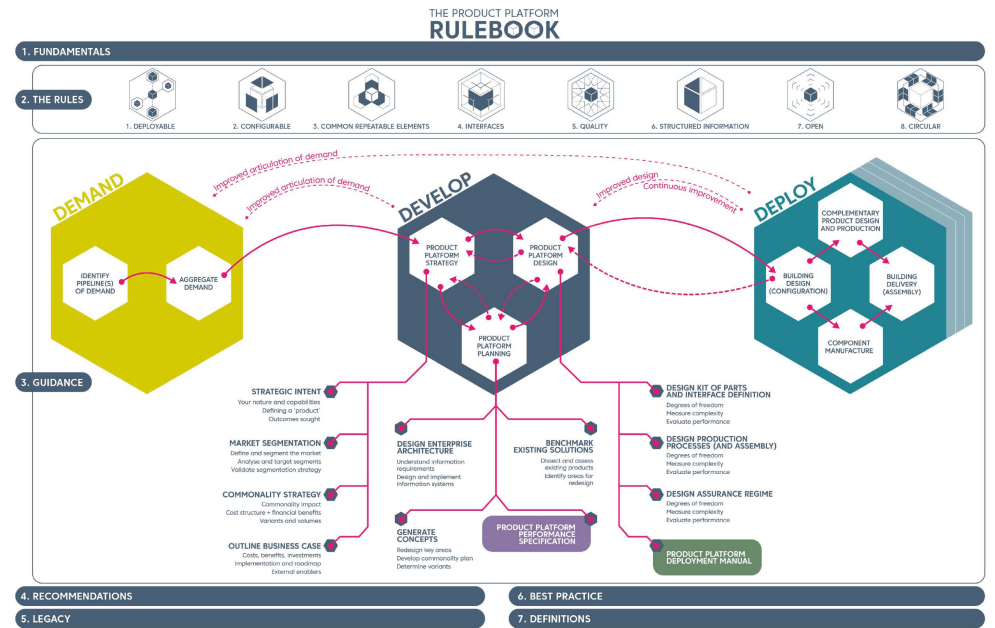 THE PRODUCT PLATFORM
RULEBOOK
1. FUNDAMENTALS
2. THE RULES
1. DEPLOYABLE
2. CONFIGURABLE
3. COMMON REPEATABLE ELEMENTS
4. INTERFACES
5. QUALITY
6. STRUCTURED INFORMATION
7. OPEN
8. CIRCULAR
3. GUIDANCE
DEMAND
IDENTIFY
PIPELINE(S)
OF DEMAND
AGGREGATE
DEMAND
Improved articulation of demand
Improved articulation of demand
DEVELOP
PRODUCT
PLATFORM
STRATEGY
PRODUCT
PLATFORM
DESIGN
PRODUCT
PLATFORM
PLANNING
Improved design
Continuous improvement
DEPLOY
COMPLEMENTARY
PRODUCT DESIGN
AND PRODUCTION
BUILDING
DESIGN
(CONFIGURATION)
BUILDING
DELIVERY
(ASSEMBLY)
COMPONENT
MANUFACTURE
STRATEGIC INTENT
Your nature and capabilities
Defining a 'product'
Outcomes sought
MARKET SEGMENTATION
Define and segment the market
Analyse and target segments
Validate segmentation strategy
COMMONALITY STRATEGY
Commonality impact
Cost structure + financial benefits
Variants and volumes
OUTLINE BUSINESS CASE
Costs, benefits, investments
Implementation and roadmap
External enablers
DESIGN ENTERPRISE
ARCHITECTURE
Understand information
requirements
Design and implement
information systems
GENERATE
CONCEPTS
Redesign key areas
Develop commonality plan
Determine variants
BENCHMARK
EXISTING SOLUTIONS
Dissect and assess
existing products
Identify areas for
redesign
PRODUCT PLATFORM
PERFORMANCE
SPECIFICATION
DESIGN KIT OF PARTS
AND INTERFACE DEFINITION
Degrees of freedom
Measure complexity
Evaluate performance
DESIGN PRODUCTION
PROCESSES (AND ASSEMBLY)
Degrees of freedom
Measure complexity
Evaluate performance
DESIGN ASSURANCE REGIME
Degrees of freedom
Measure complexity
Evaluate performance
PRODUCT PLATFORM
DEPLOYMENT MANUAL
4. RECOMMENDATIONS
5. LEGACY
6. BEST PRACTICE
7. DEFINITIONS